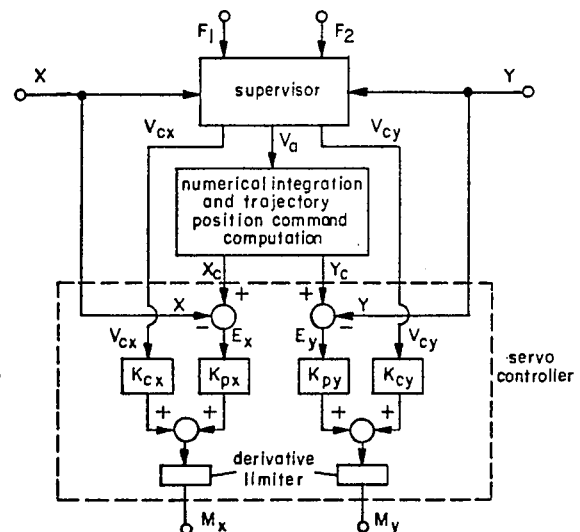 F1
F2
X
Y
supervisor
Vcx
Va
Vcy
numerical integration
and trajectory
position command
computation
Xc
Yc
+
+
X
Y
−
−
Vcx
Ex
Ey
Vcy
servo
controller
Kcx
Kpx
Kpy
Kcy
+
+
+
+
derivative
limiter
Mx
My